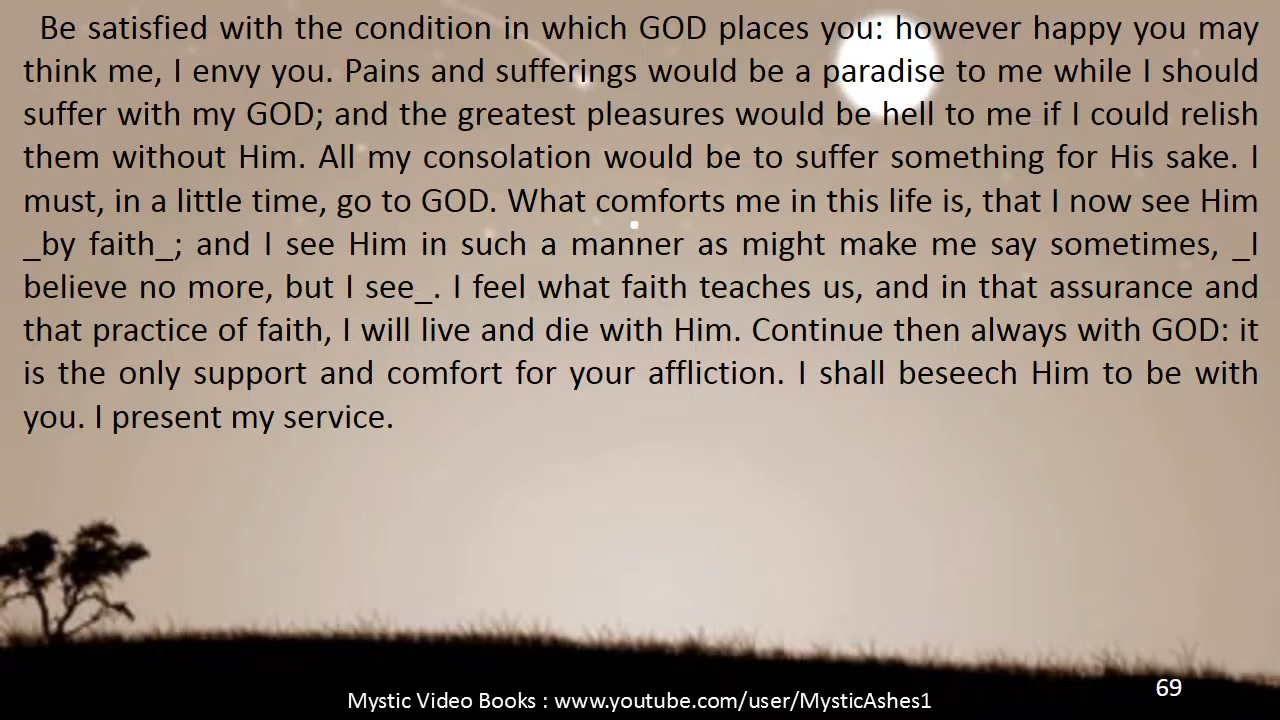 Be satisfied with the condition in which GOD places you: however happy you may
think me, I envy you. Pains and sufferings would be a paradise to me while I should
suffer with my GOD; and the greatest pleasures would be hell to me if I could relish
them without Him. All my consolation would be to suffer something for His sake. I
must, in a little time, go to GOD. What comforts me in this life is, that I now see Him
_by faith_; and I see Him in such a manner as might make me say sometimes, _I
believe no more, but I see_. I feel what faith teaches us, and in that assurance and
that practice of faith, I will live and die with Him. Continue then always with GOD: it
is the only support and comfort for your affliction. I shall beseech Him to be with
you. I present my service.
69
Mystic Video Books : www.youtube.com/user/MysticAshes1